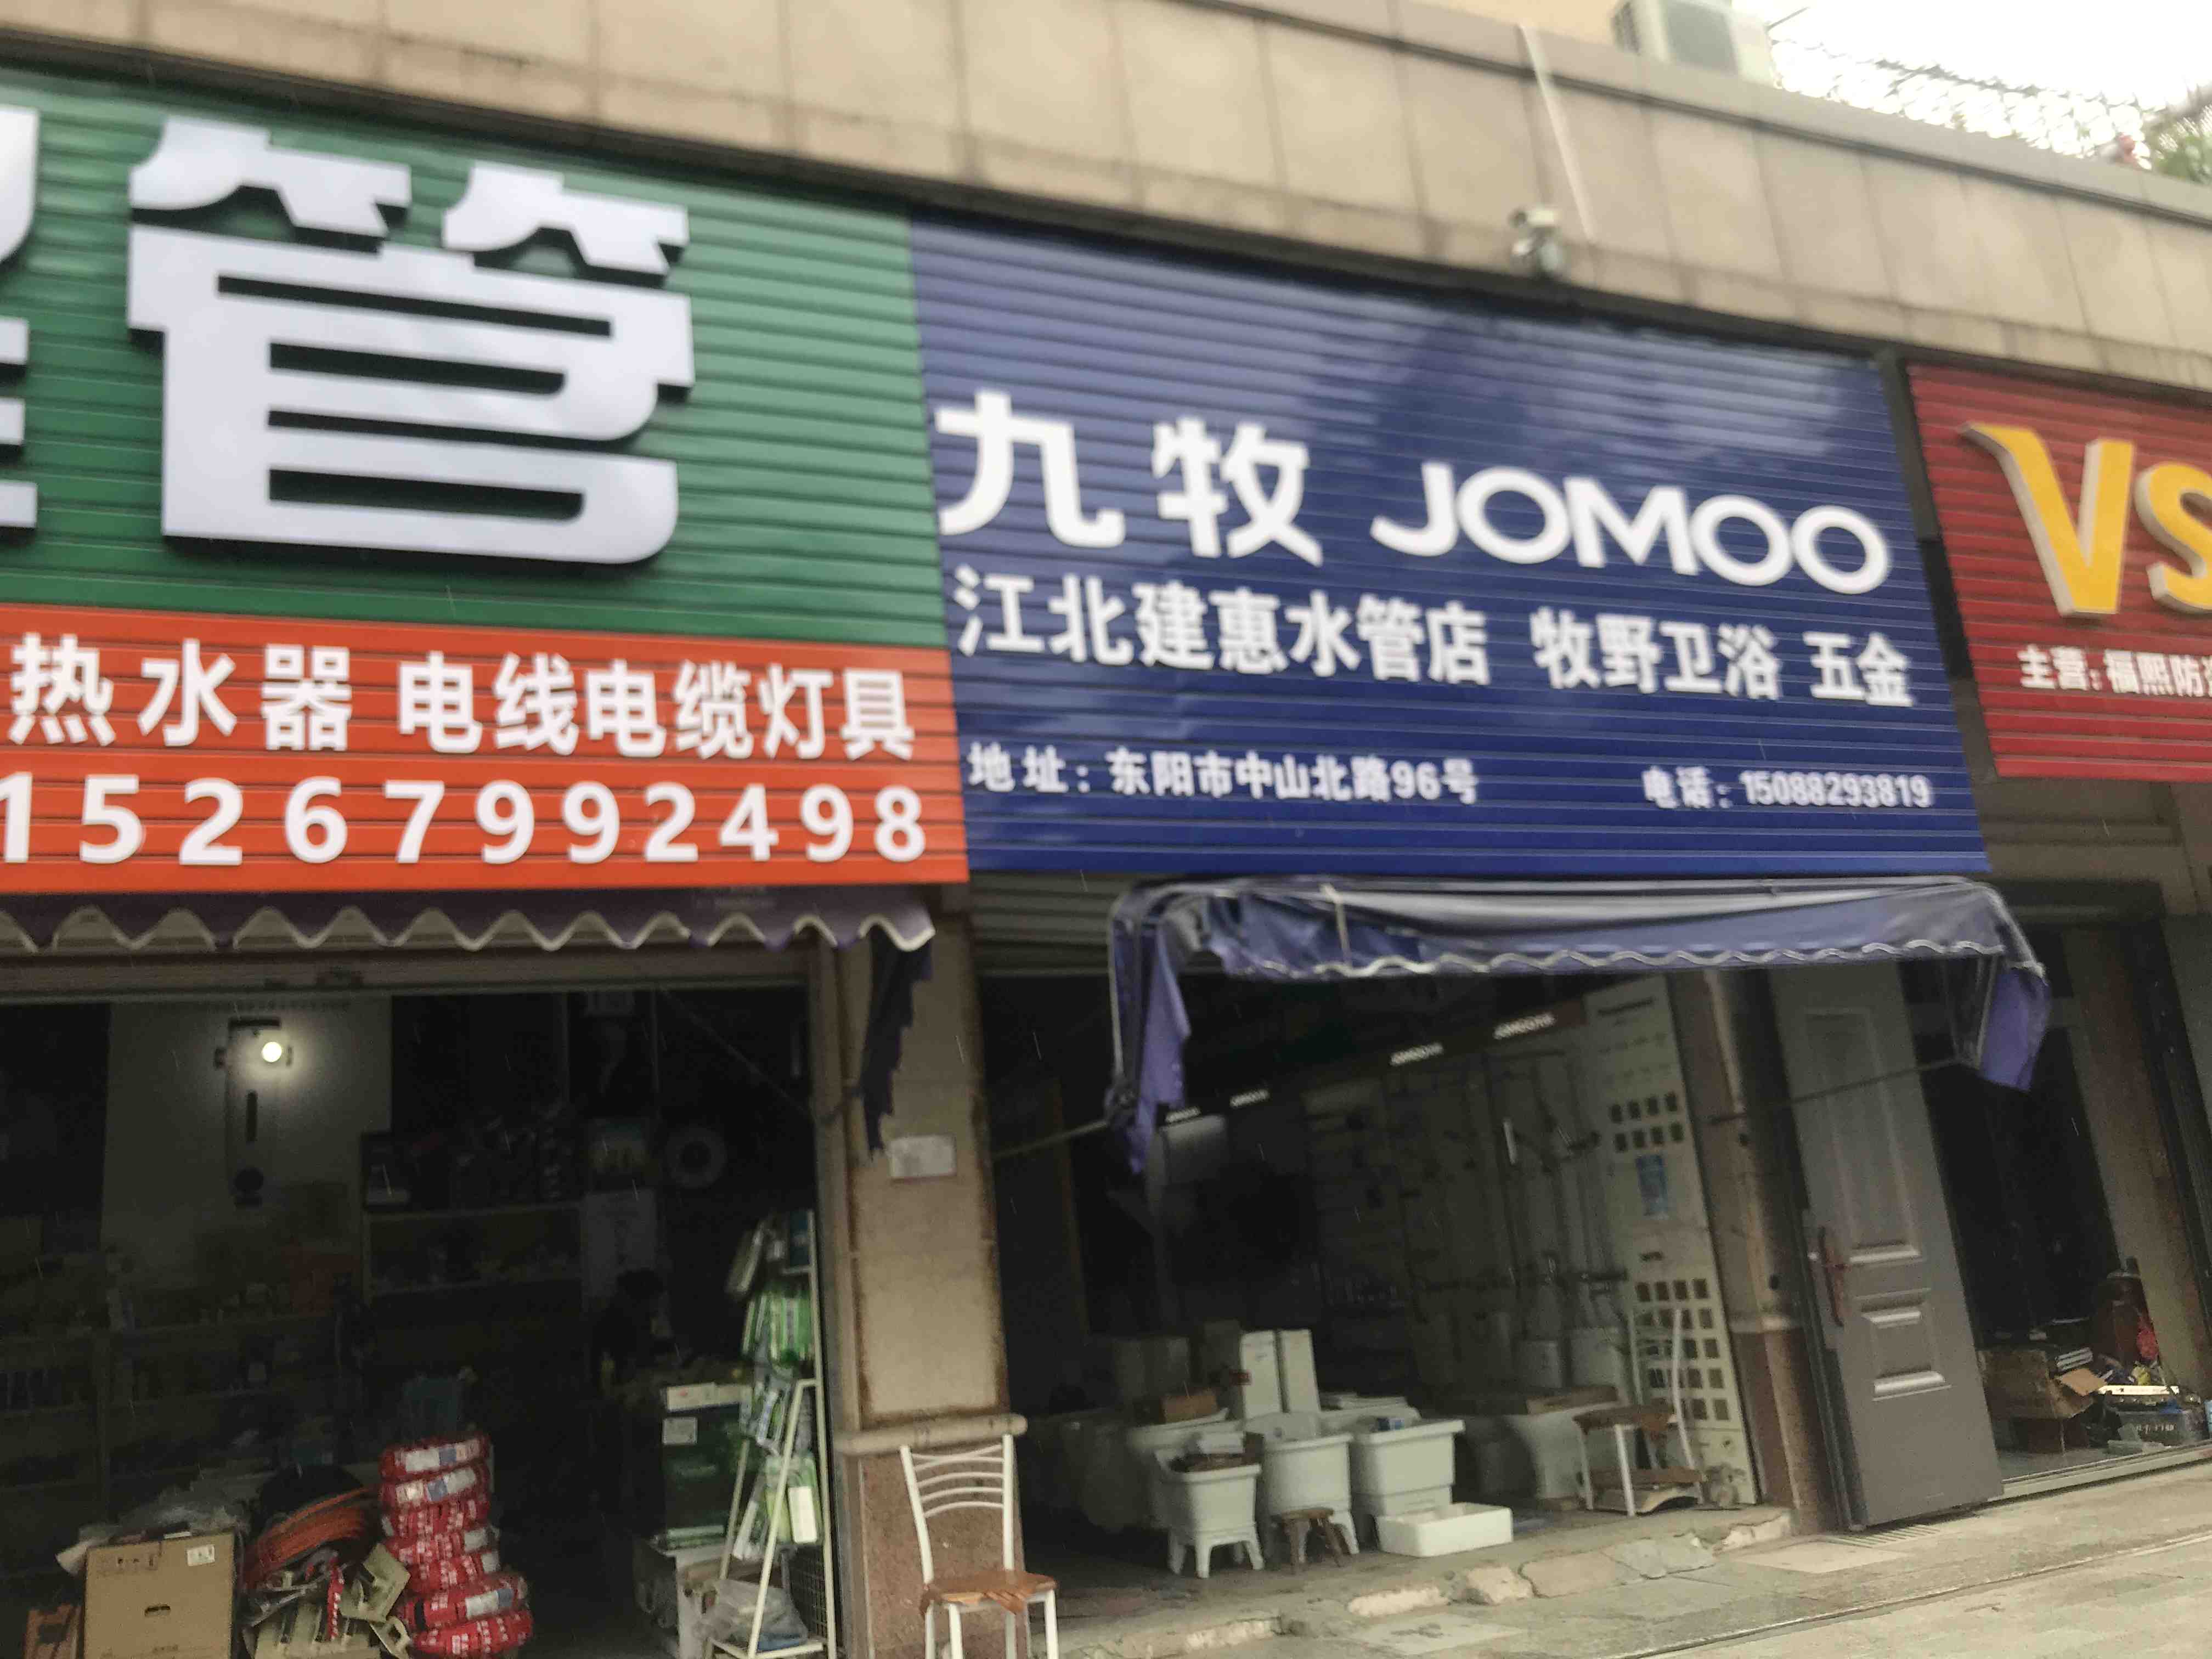 管
热水器 电线电缆灯具
15267992498
九牧 JOMOO
江北建惠水管店 牧野卫浴 五金
地址：东阳市中山北路96号 电话：15088293819
VS
主营：福熙防